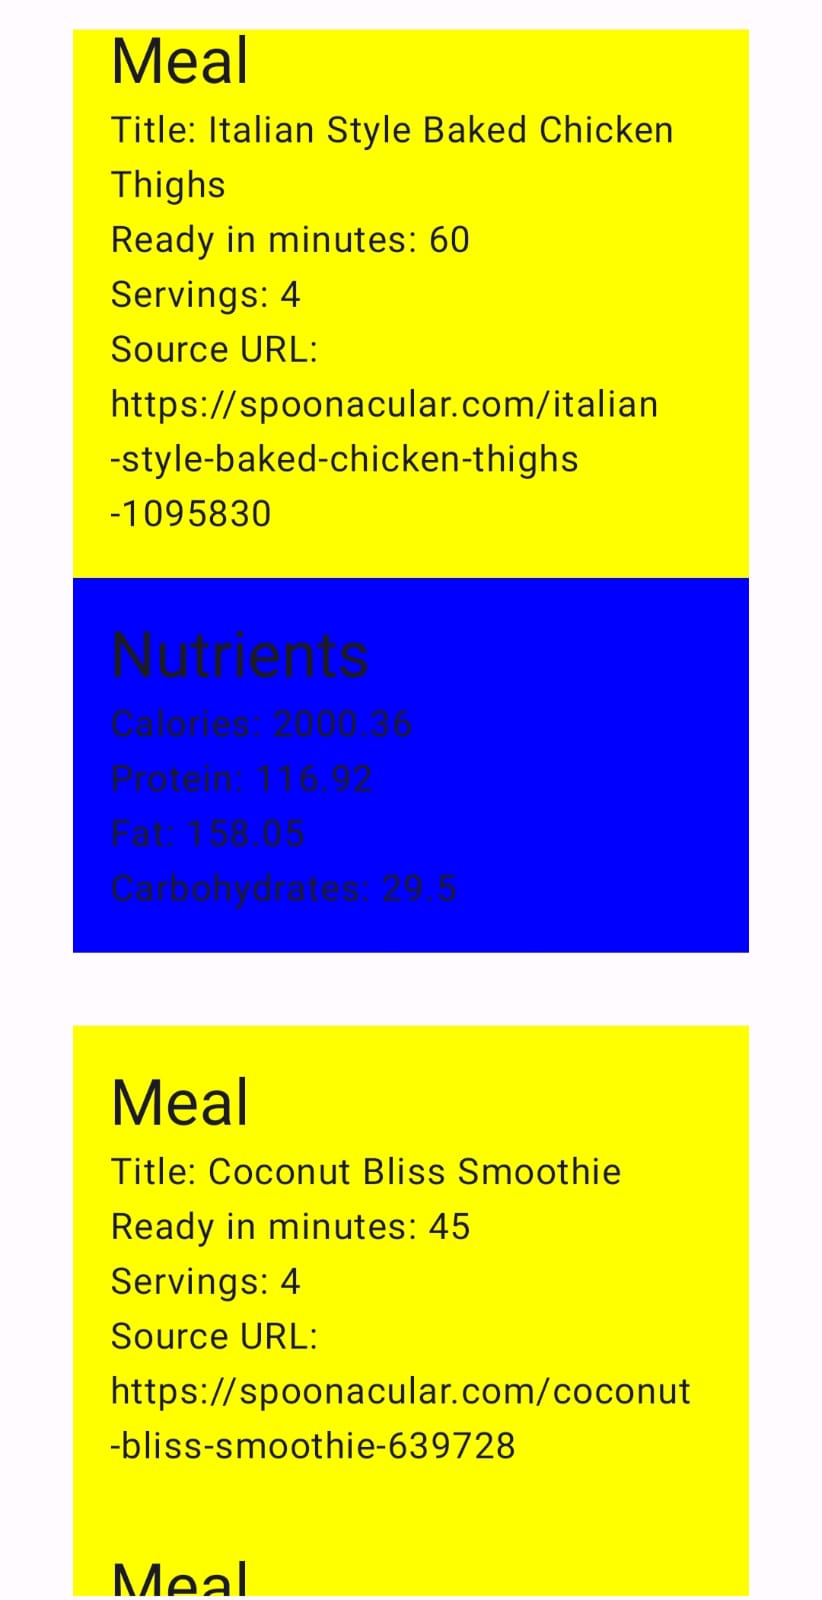 Meal
Title: Italian Style Baked Chicken
Thighs
Ready in minutes: 60
Servings: 4
Source URL:
https://spoonacular.com/italian
-style-baked-chicken-thighs
-1095830
Nutrients
Calories: 2000.36
Protein: 116.92
Fat: 158.05
Carbohydrates: 29.5
Meal
Title: Coconut Bliss Smoothie
Ready in minutes: 45
Servings: 4
Source URL:
https://spoonacular.com/coconut
-bliss-smoothie-639728
Meal